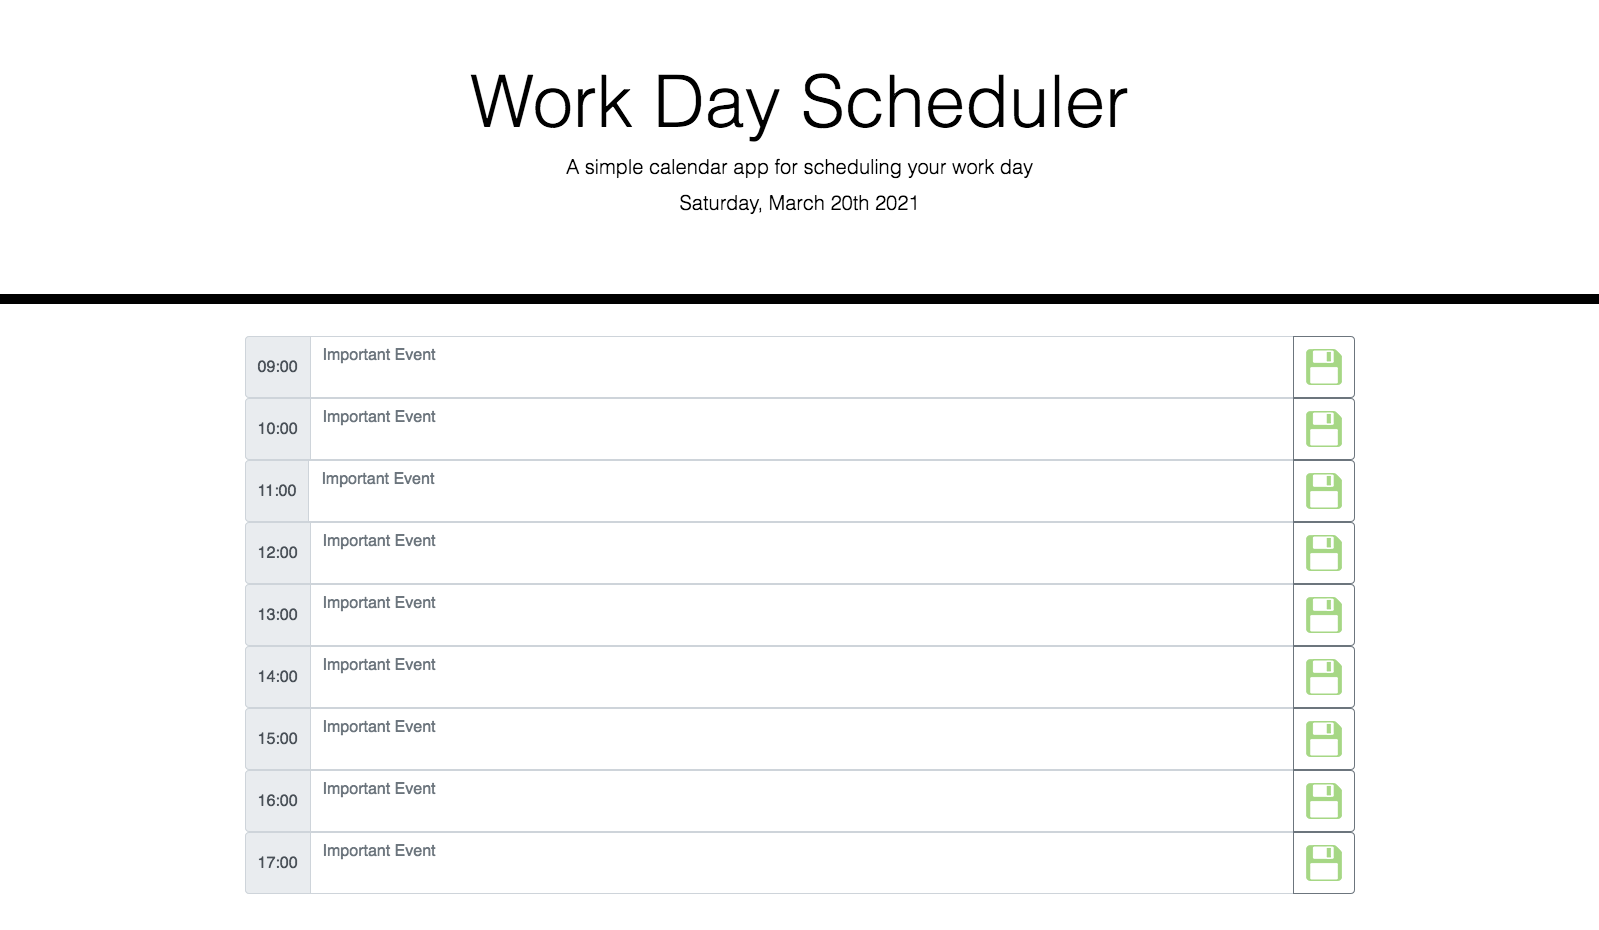 Work Day Scheduler
A simple calendar app for scheduling your work day
Saturday, March 20th 2021
09:00 Important Event
10:00 Important Event
11:00 Important Event
12:00 Important Event
13:00 Important Event
14:00 Important Event
15:00 Important Event
16:00 Important Event
17:00 Important Event